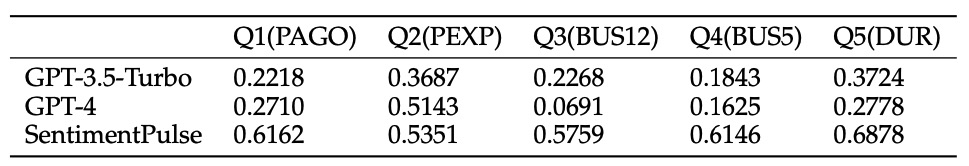 Q1(PAGO) Q2(PEXP) Q3(BUS12) Q4(BUS5) Q5(DUR)
GPT-3.5-Turbo 0.2218 0.3687 0.2268 0.1843 0.3724
GPT-4 0.2710 0.5143 0.0691 0.1625 0.2778
SentimentPulse 0.6162 0.5351 0.5759 0.6146 0.6878